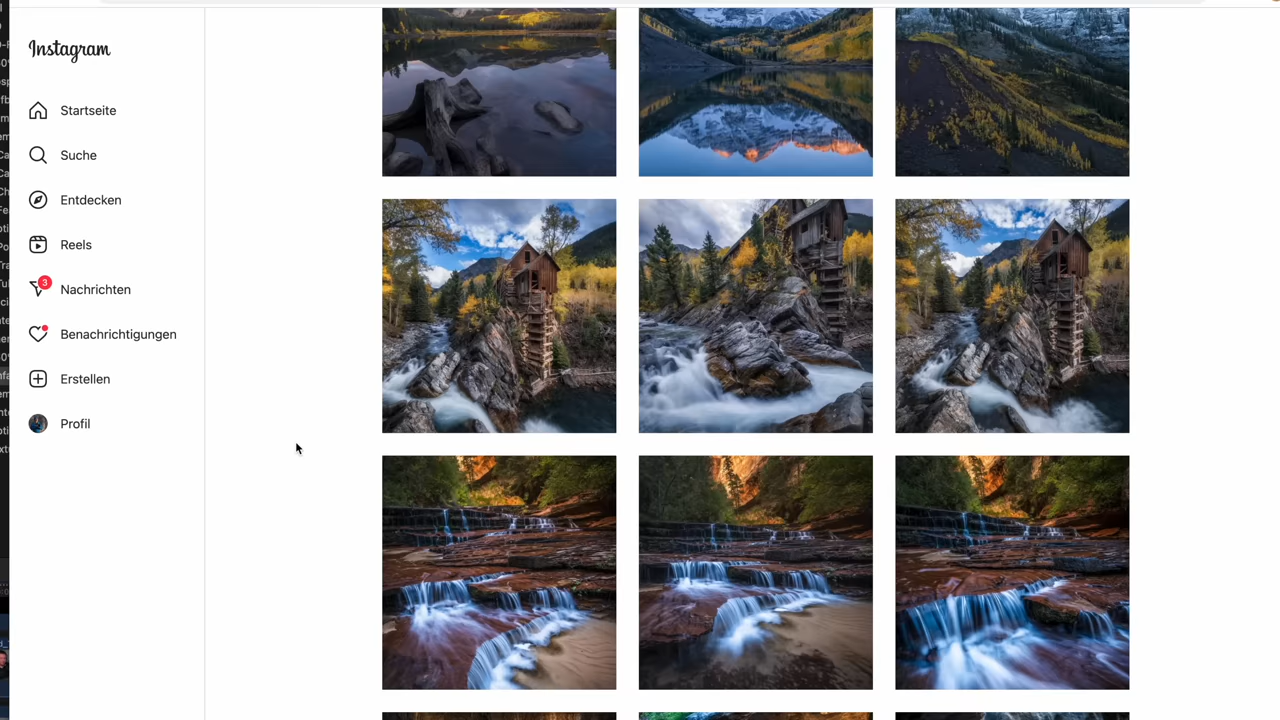 Instagram
Startseite
Suche
Entdecken
Reels
3
Nachrichten
Benachrichtigungen
Erstellen
Profil